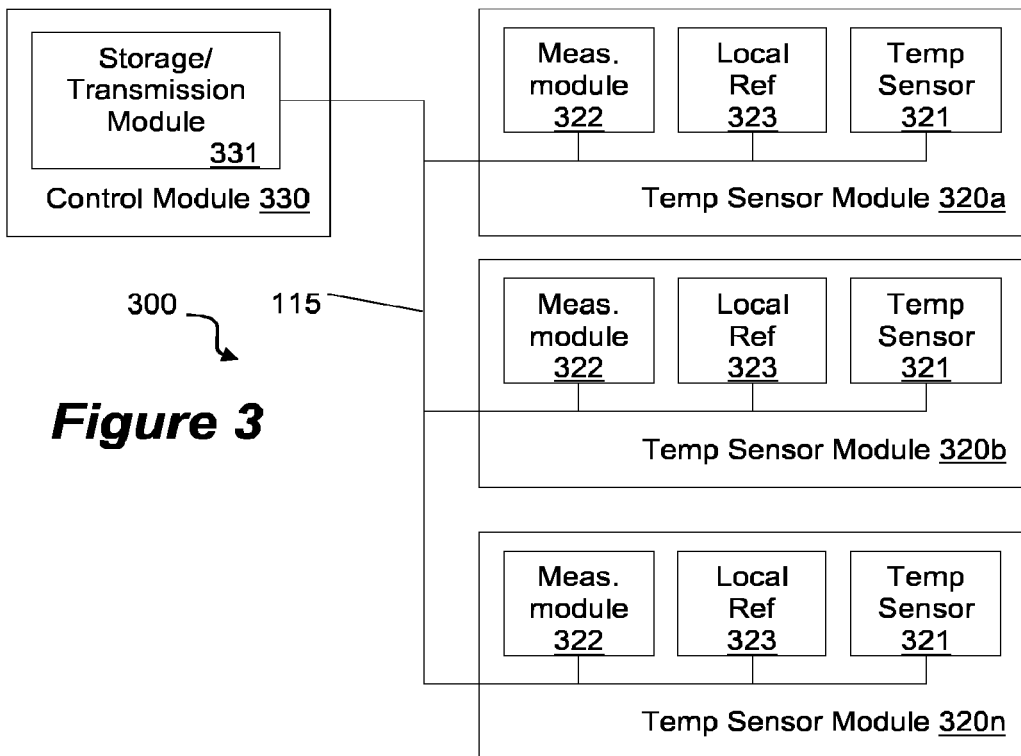 Storage/
Transmission
Module
331
Control Module 330
Meas.
module
322
Local
Ref
323
Temp
Sensor
321
Temp Sensor Module 320a
300
115
Figure 3
Meas.
module
322
Local
Ref
323
Temp
Sensor
321
Temp Sensor Module 320b
Meas.
module
322
Local
Ref
323
Temp
Sensor
321
Temp Sensor Module 320n